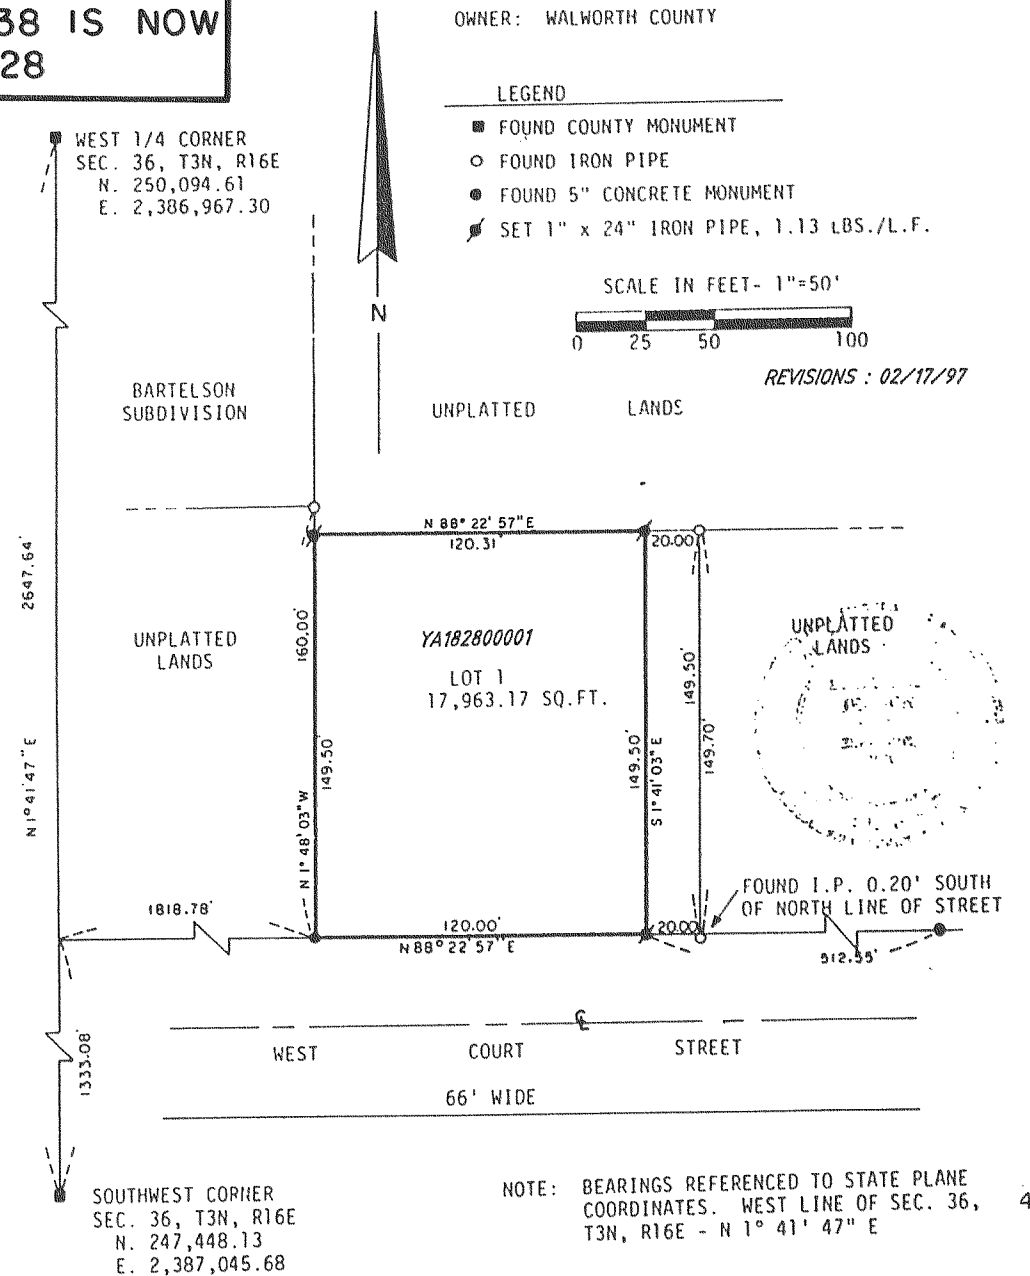 38 IS NOW
28
OWNER: WALWORTH COUNTY
LEGEND
FOUND COUNTY MONUMENT
FOUND IRON PIPE
FOUND 5" CONCRETE MONUMENT
SET 1" x 24" IRON PIPE, 1.13 LBS./L.F.
WEST 1/4 CORNER
SEC. 36, T3N, R16E
N. 250,094.61
E. 2,386,967.30
SCALE IN FEET- 1"=50'
0 25 50 100
N
REVISIONS : 02/17/97
BARTELSON
SUBDIVISION
UNPLATTED LANDS
N 88° 22' 57" E
120.31'
20.00'
2647.64'
N 1° 41' 47" E
UNPLATTED
LANDS
160.00'
149.50'
N 1° 48' 03" W
YA182800001
LOT 1
17,963.17 SQ.FT.
149.50'
S 1° 41' 03" E
149.50'
149.70'
UNPLATTED
LANDS
FOUND I.P. 0.20' SOUTH
OF NORTH LINE OF STREET
1818.78'
120.00'
N 88° 22' 57" E
20.00'
512.55'
℄
WEST COURT STREET
66' WIDE
1333.08'
SOUTHWEST CORNER
SEC. 36, T3N, R16E
N. 247,448.13
E. 2,387,045.68
NOTE: BEARINGS REFERENCED TO STATE PLANE
COORDINATES. WEST LINE OF SEC. 36,
T3N, R16E - N 1° 41' 47" E
4